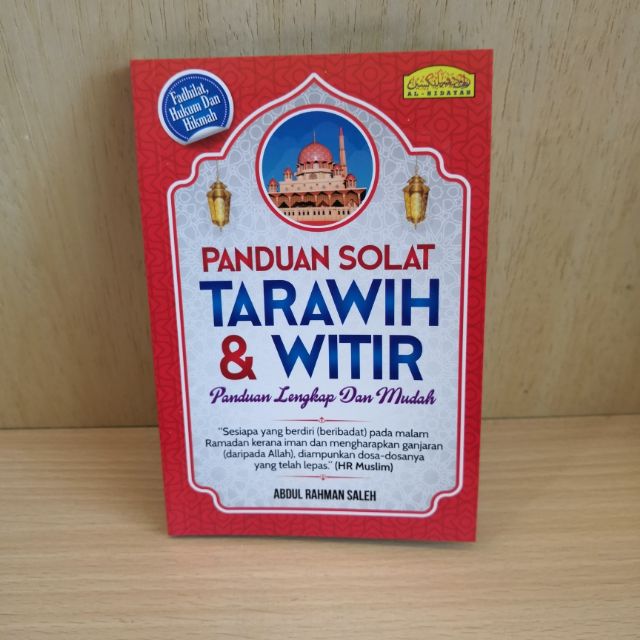 Fadhilat,
Hukum Dan
Hikmah
AL-HIDAYAH
PANDUAN SOLAT
TARAWIH
& WITIR
Panduan Lengkap Dan Mudah
"Sesiapa yang berdiri (beribadat) pada malam
Ramadan kerana iman dan mengharapkan ganjaran
(daripada Allah), diampunkan dosa-dosanya
yang telah lepas." (HR Muslim)
ABDUL RAHMAN SALEH